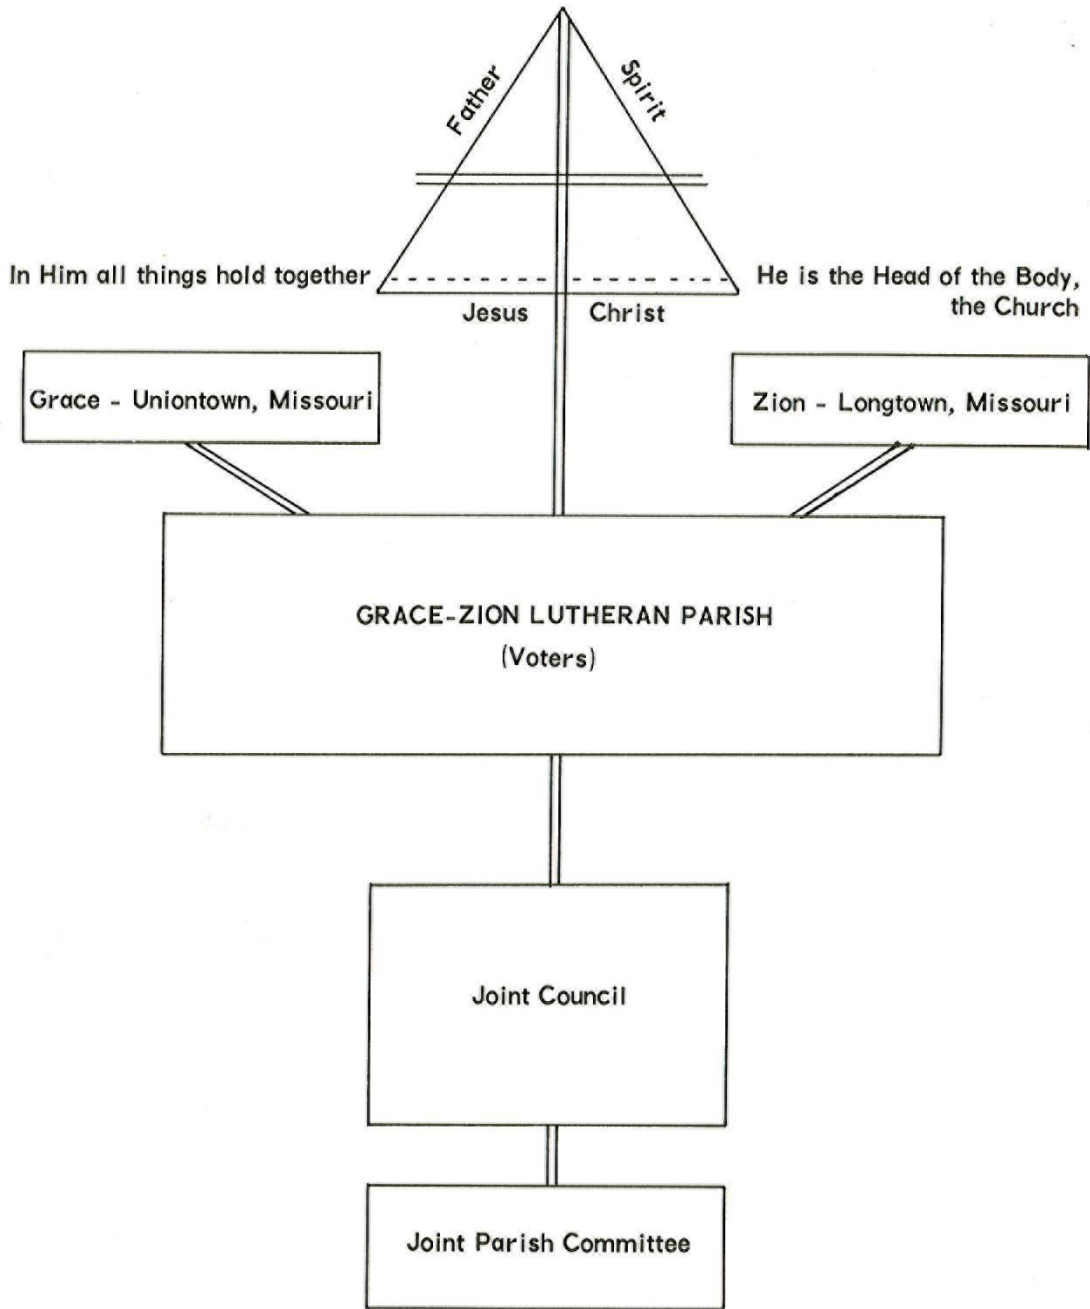 Father
Spirit
In Him all things hold together
He is the Head of the Body,
the Church
Jesus Christ
Grace - Uniontown, Missouri
Zion - Longtown, Missouri
GRACE-ZION LUTHERAN PARISH
(Voters)
Joint Council
Joint Parish Committee